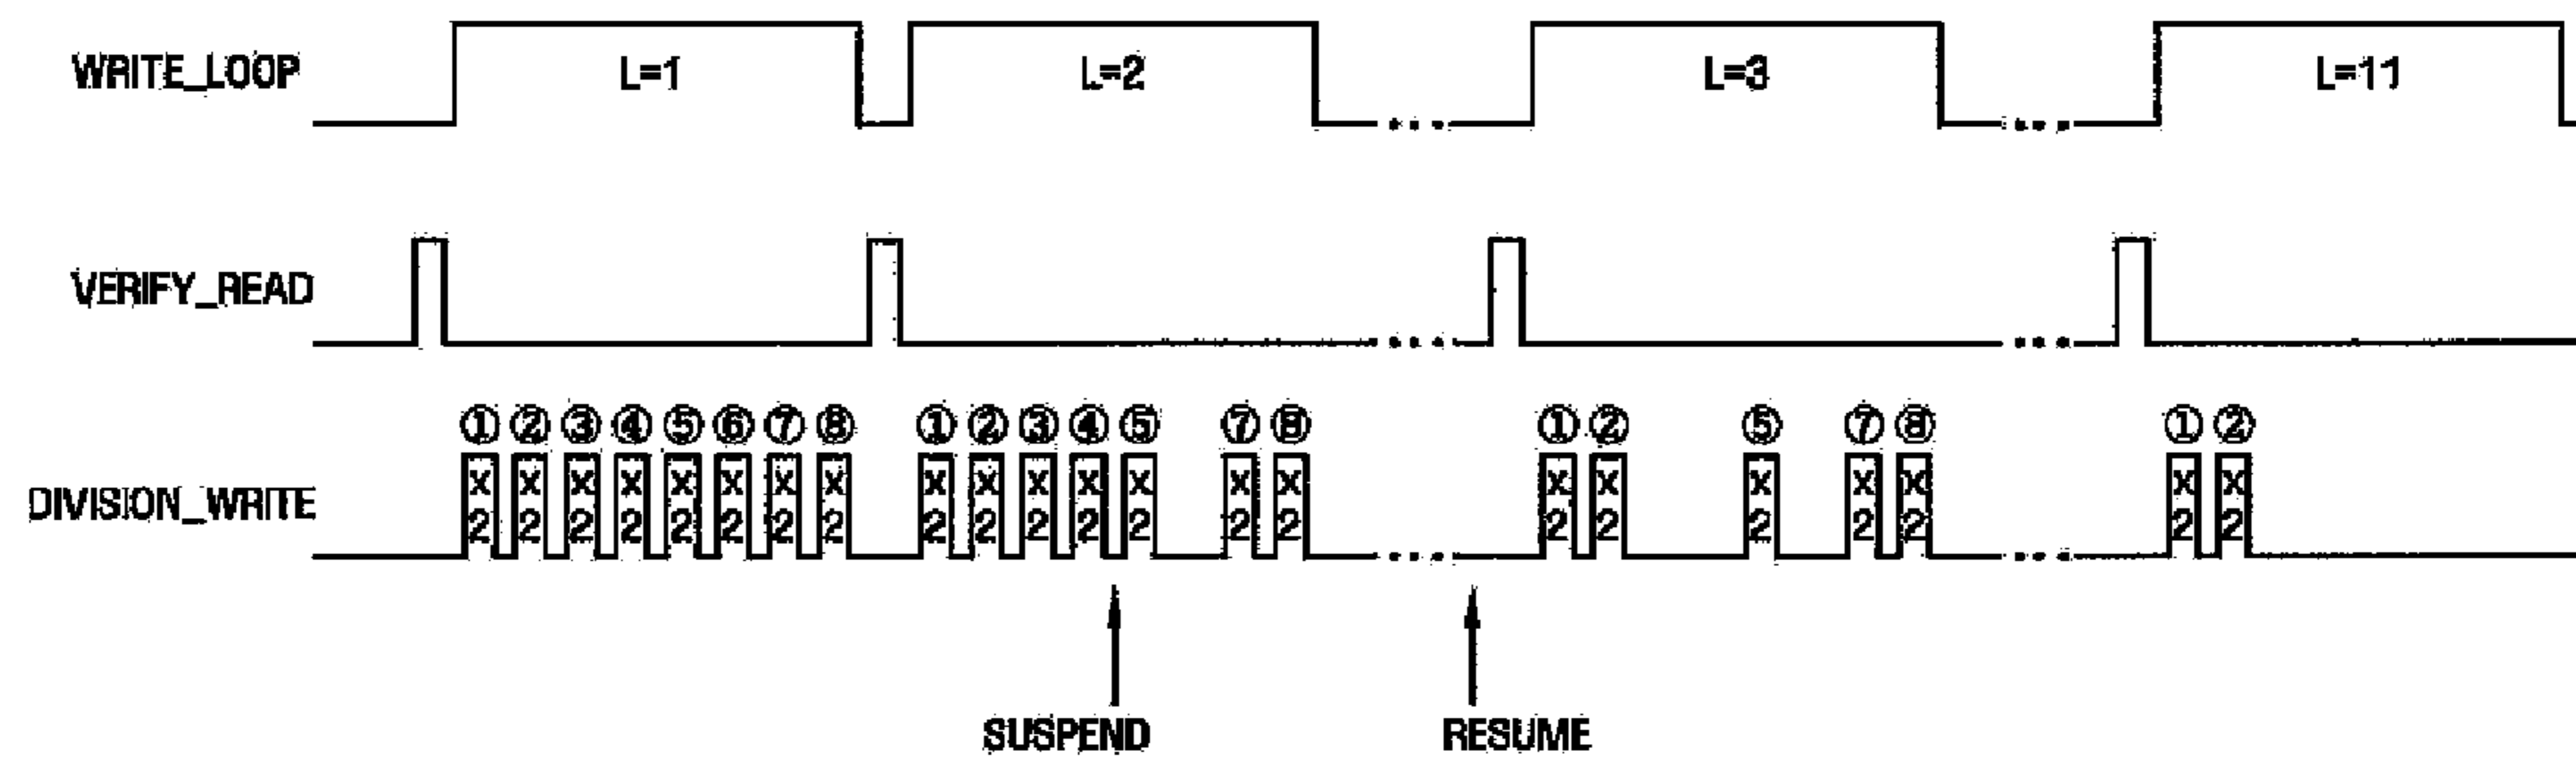 WRITE_LOOP L=1 L=2 L=3 L=11
VERIFY_READ
① ② ③ ④ ⑤ ⑥ ⑦ ⑧ ① ② ③ ④ ⑤ ⑦ ⑧ ① ② ⑤ ⑦ ⑧ ① ②
DIVISION_WRITE X2 X2 X2 X2 X2 X2 X2 X2 X2 X2 X2 X2 X2 X2 X2 X2 X2 X2 X2 X2 X2 X2
SUSPEND RESUME